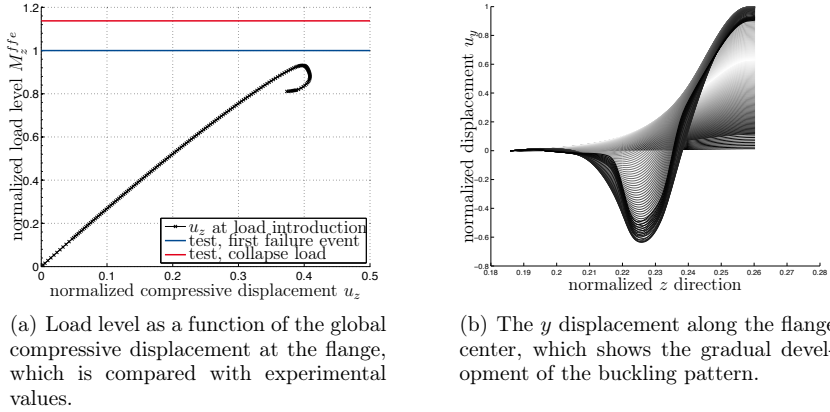 1.2
1
0.8
0.6
0.4
0.2
0
0 0.1 0.2 0.3 0.4 0.5
normalized load level M_z^{ffe}
normalized compressive displacement u_z
u_z at load introduction
test, first failure event
test, collapse load
(a) Load level as a function of the global
compressive displacement at the flange,
which is compared with experimental
values.
1
0.8
0.6
0.4
0.2
0
−0.2
−0.4
−0.6
−0.8
0.18 0.19 0.2 0.21 0.22 0.23 0.24 0.25 0.26 0.27 0.28
normalized displacement u_y
normalized z direction
(b) The y displacement along the flange
center, which shows the gradual devel-
opment of the buckling pattern.